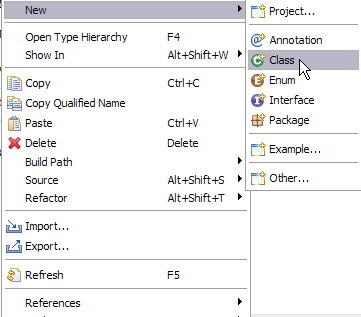 New
Open Type Hierarchy F4
Show In Alt+Shift+W
Copy Ctrl+C
Copy Qualified Name
Paste Ctrl+V
Delete Delete
Build Path
Source Alt+Shift+S
Refactor Alt+Shift+T
Import...
Export...
Refresh F5
References
Project...
Annotation
Class
Enum
Interface
Package
Example...
Other...